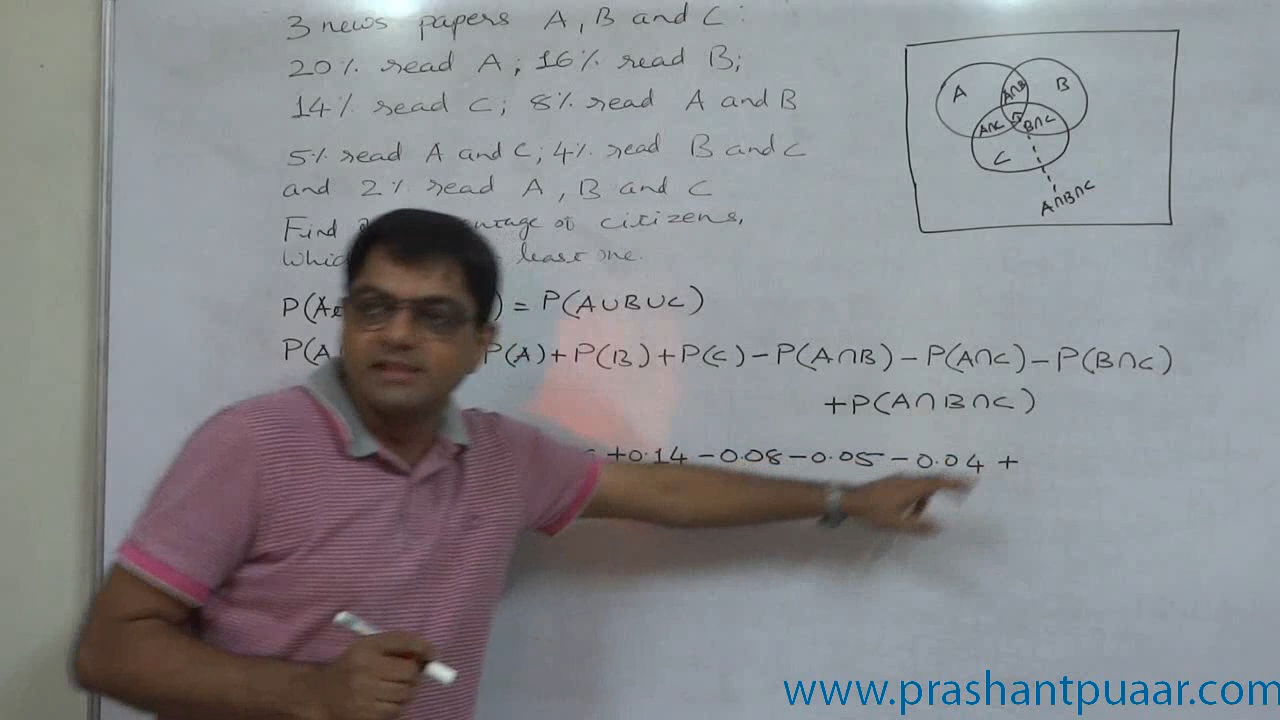 3 news papers A, B and C :
20% read A ; 16% read B;
14% read C ; 8% read A and B
5% read A and C ; 4% read B and C
and 2% read A , B and C
Find of citizens,
least one.
= P(A∪B∪C)
P(A P(A) + P(B) + P(C) - P(A∩B) - P(A∩C) - P(B∩C)
+P(A∩B∩C)
+0.14 -0.08 -0.05 -0.04 +
A
A∩B
B
A∩C
B∩C
C
A∩B∩C
www.prashantpuaar.com